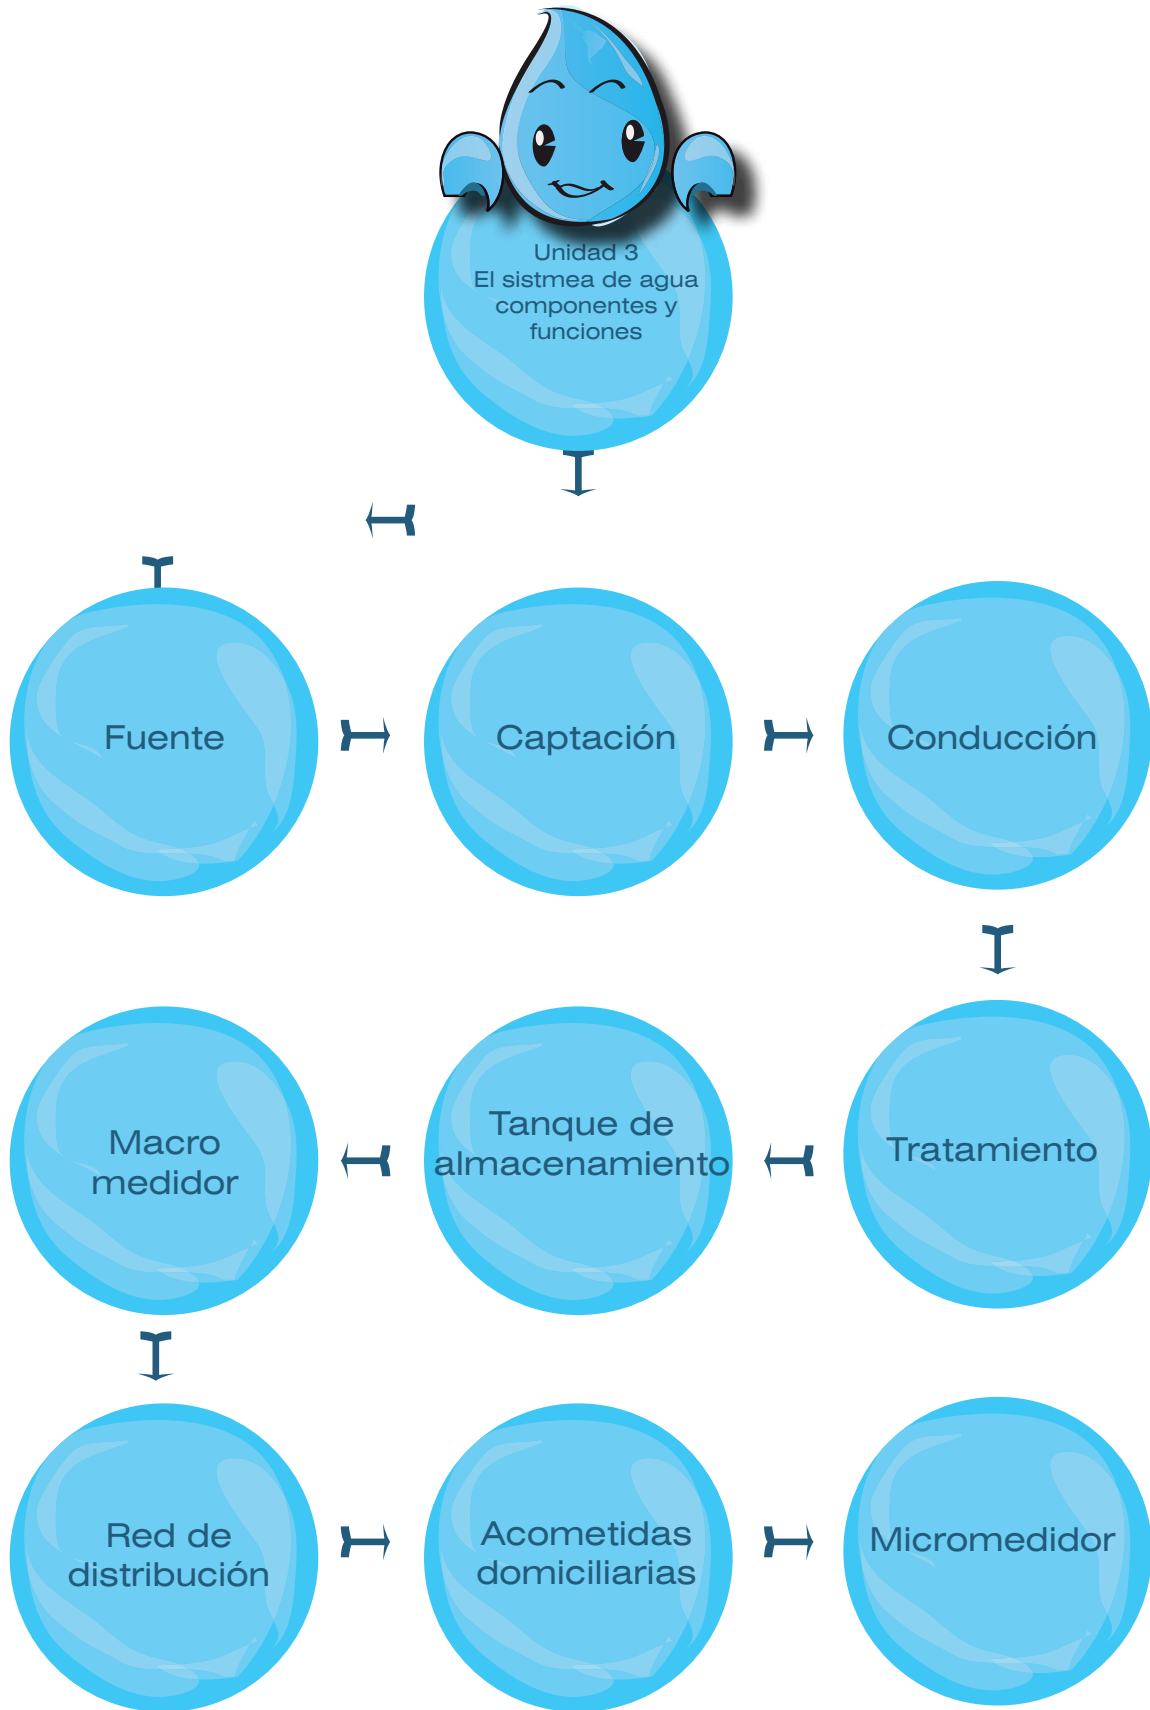 Unidad 3
El sistmea de agua
componentes y
funciones
Fuente
Captación
Conducción
Macro
medidor
Tanque de
almacenamiento
Tratamiento
Red de
distribución
Acometidas
domiciliarias
Micromedidor